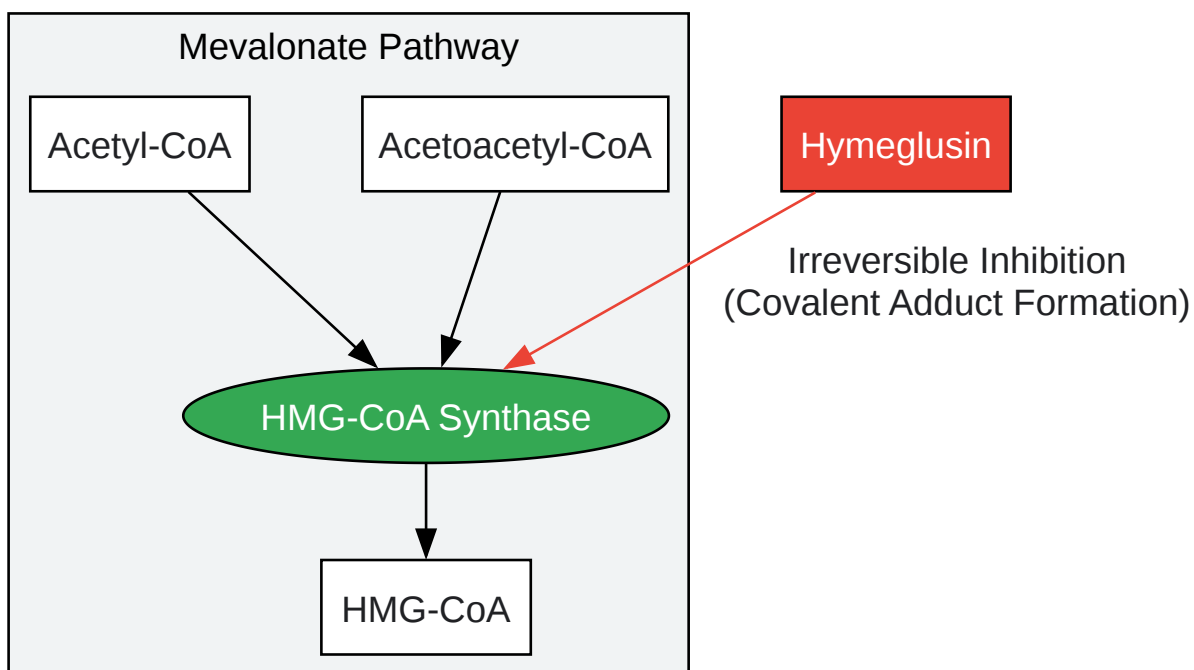 Mevalonate Pathway
Acetyl-CoA
Acetoacetyl-CoA
Hymeglusin
Irreversible Inhibition
(Covalent Adduct Formation)
HMG-CoA Synthase
HMG-CoA